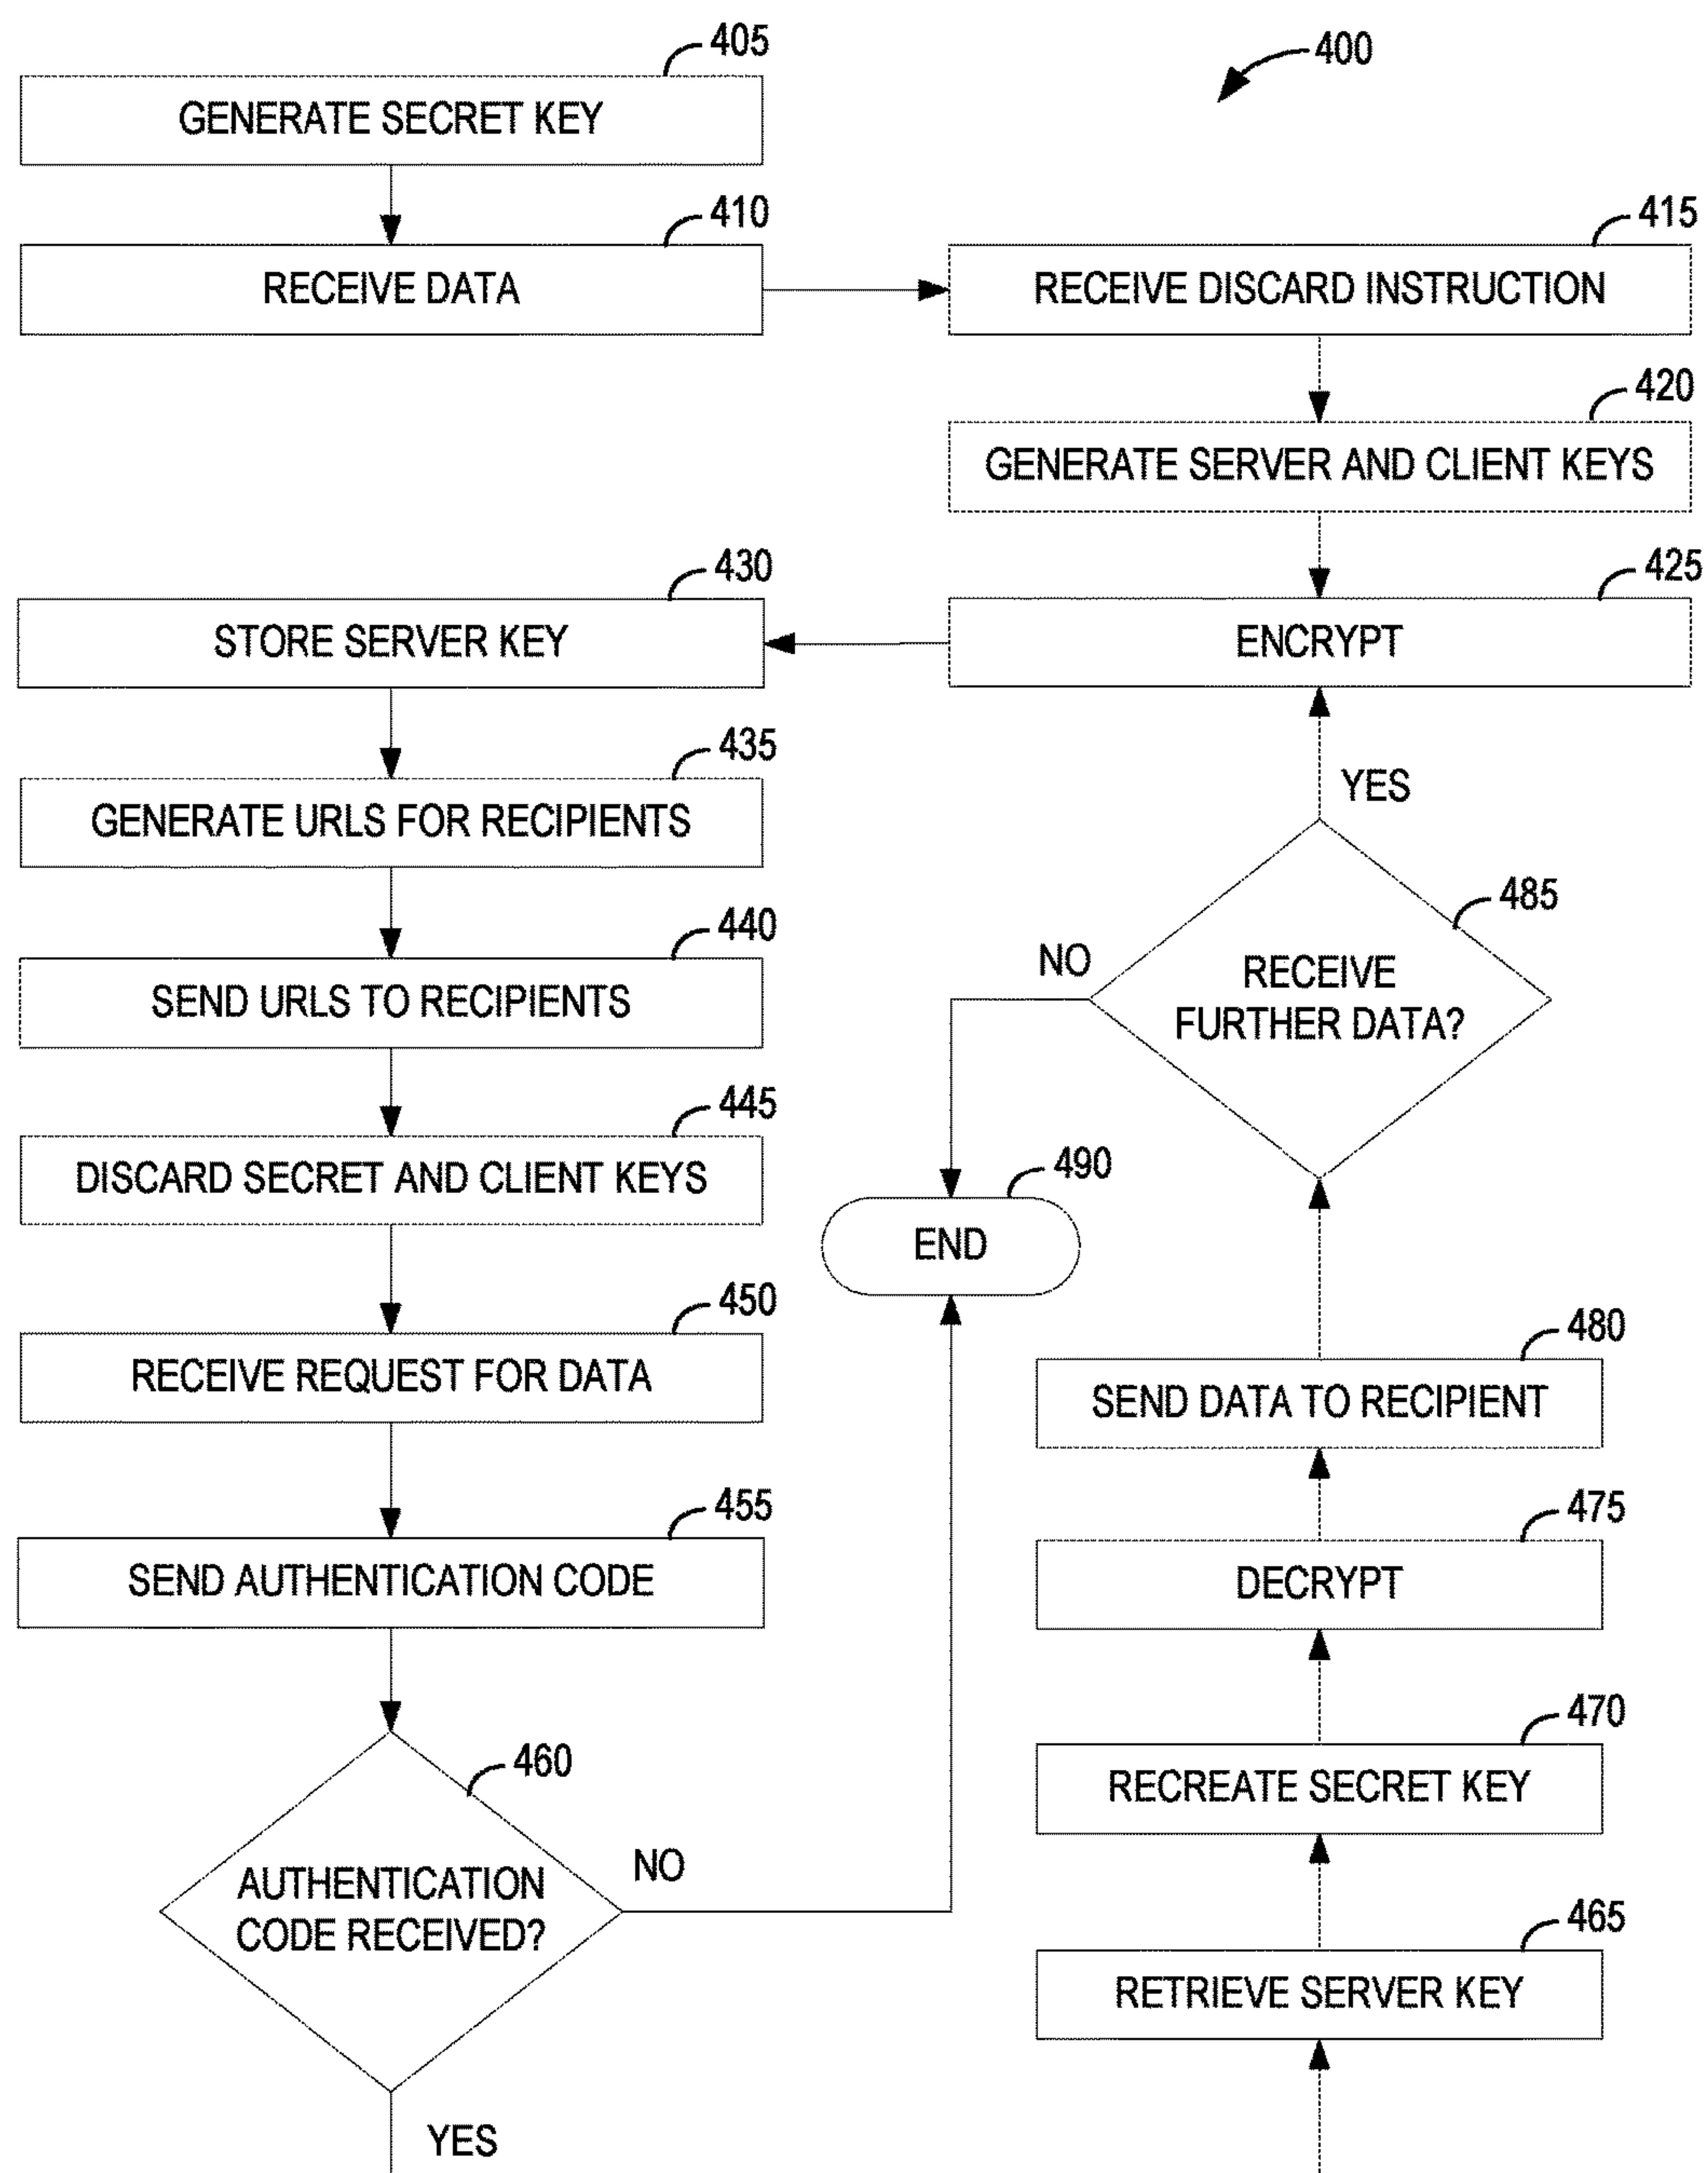 405
400
GENERATE SECRET KEY
410
415
RECEIVE DATA
RECEIVE DISCARD INSTRUCTION
420
GENERATE SERVER AND CLIENT KEYS
430
425
STORE SERVER KEY
ENCRYPT
435
YES
GENERATE URLS FOR RECIPIENTS
485
440
NO
RECEIVE
FURTHER DATA?
SEND URLS TO RECIPIENTS
445
DISCARD SECRET AND CLIENT KEYS
490
END
450
480
RECEIVE REQUEST FOR DATA
SEND DATA TO RECIPIENT
455
475
SEND AUTHENTICATION CODE
DECRYPT
470
460
RECREATE SECRET KEY
NO
AUTHENTICATION
CODE RECEIVED?
465
RETRIEVE SERVER KEY
YES